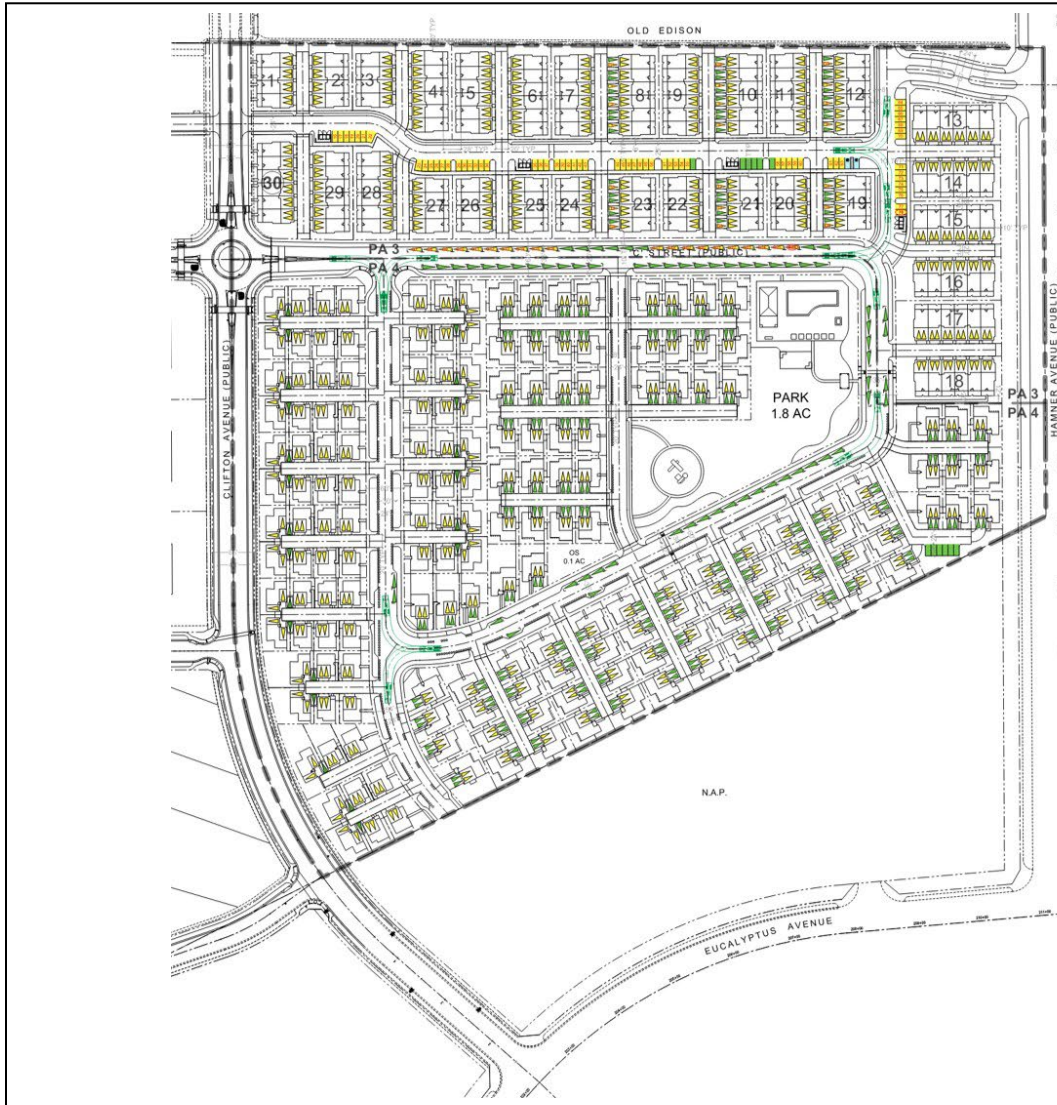 OLD EDISON
1
2
3
4
5
6
7
8
9
10
11
12
13
14
15
16
17
18
30
29
28
27
26
25
24
23
22
21
20
19
PA 3
PA 4
"C" STREET (PUBLIC)
CLIFTON AVENUE (PUBLIC)
HAMNER AVENUE (PUBLIC)
PARK
1.8 AC
PA 3
PA 4
OS
0.1 AC
N.A.P.
EUCALYPTUS AVENUE